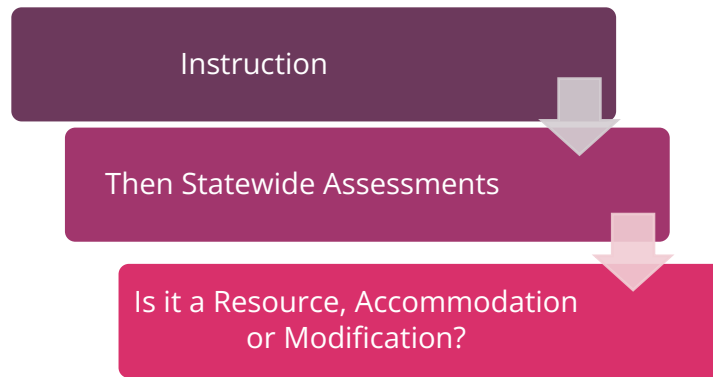 Instruction
Then Statewide Assessments
Is it a Resource, Accommodation
or Modification?